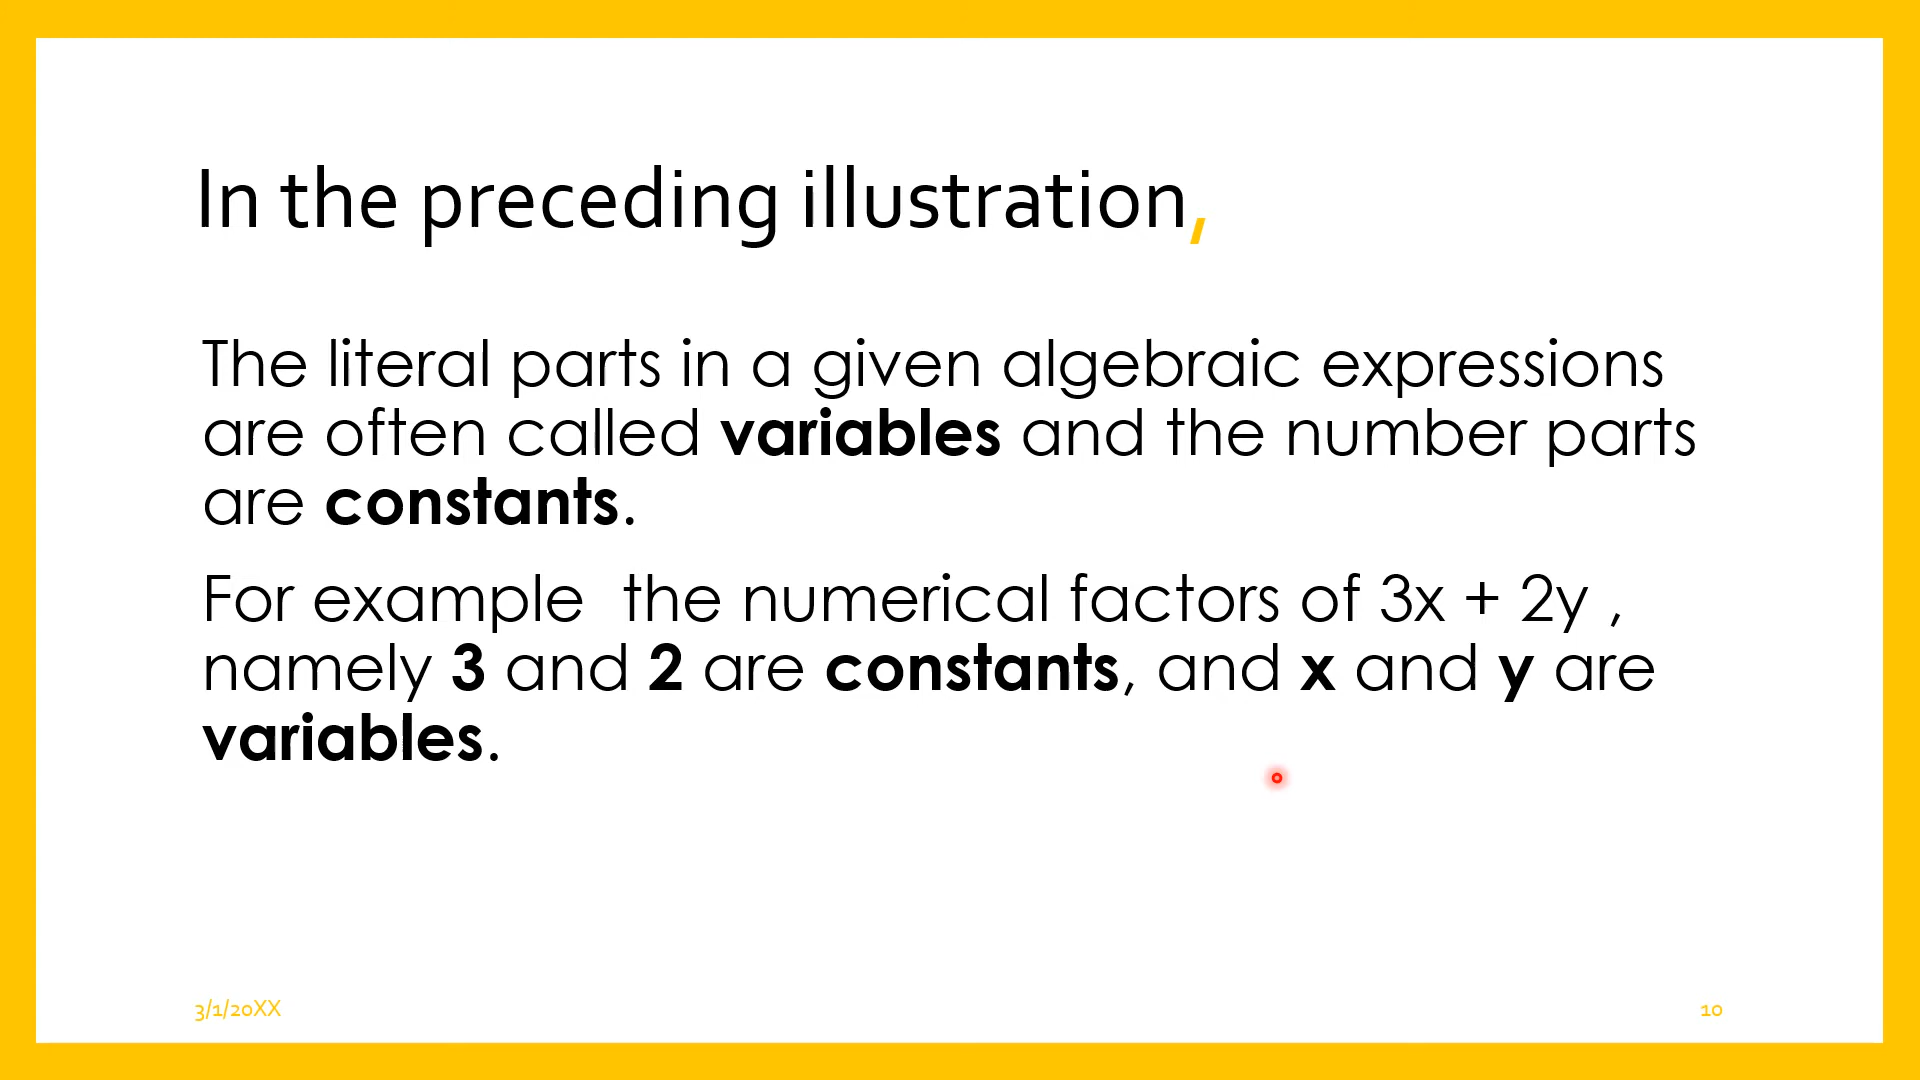 In the preceding illustration,
The literal parts in a given algebraic expressions
are often called variables and the number parts
are constants.
For example  the numerical factors of 3x + 2y ,
namely 3 and 2 are constants, and x and y are
variables.
3/1/20XX
10